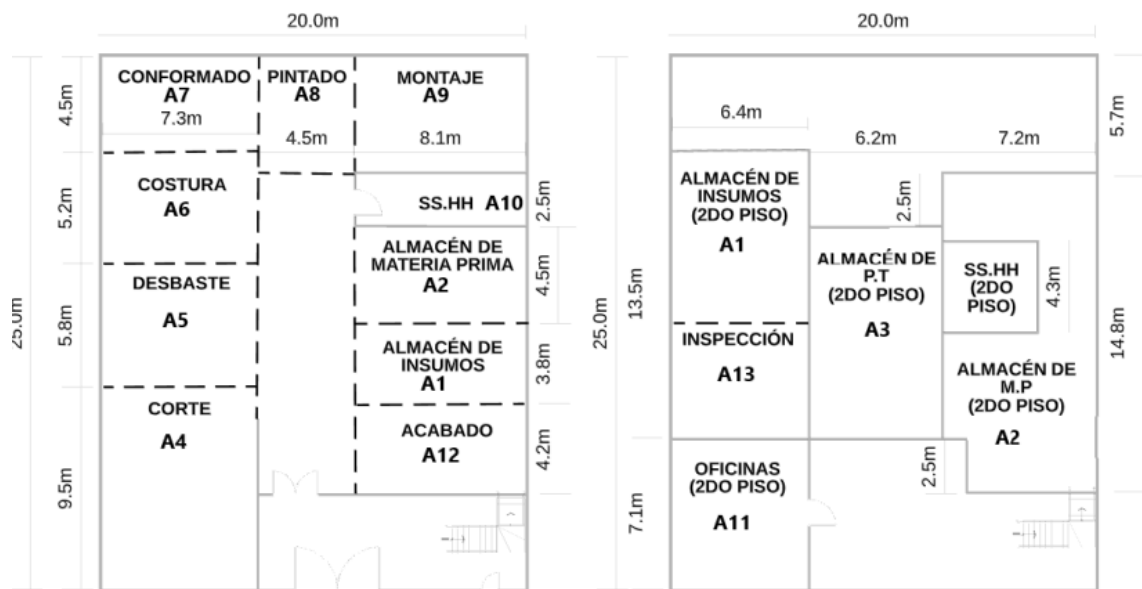 20.0m
CONFORMADO
A7
7.3m
PINTADO
A8
4.5m
MONTAJE
A9
8.1m
4.5m
COSTURA
A6
5.2m
SS.HH A10
2.5m
ALMACÉN DE
MATERIA PRIMA
A2
4.5m
DESBASTE
A5
5.8m
25.0m
ALMACÉN DE
INSUMOS
A1
3.8m
CORTE
A4
9.5m
ACABADO
A12
4.2m
20.0m
5.7m
6.4m
6.2m
7.2m
ALMACÉN DE
INSUMOS
(2DO PISO)
A1
2.5m
13.5m
25.0m
ALMACÉN DE
P.T
(2DO PISO)
A3
SS.HH
(2DO
PISO)
4.3m
14.8m
INSPECCIÓN
A13
ALMACÉN DE
M.P
(2DO PISO)
A2
2.5m
OFICINAS
(2DO PISO)
A11
7.1m